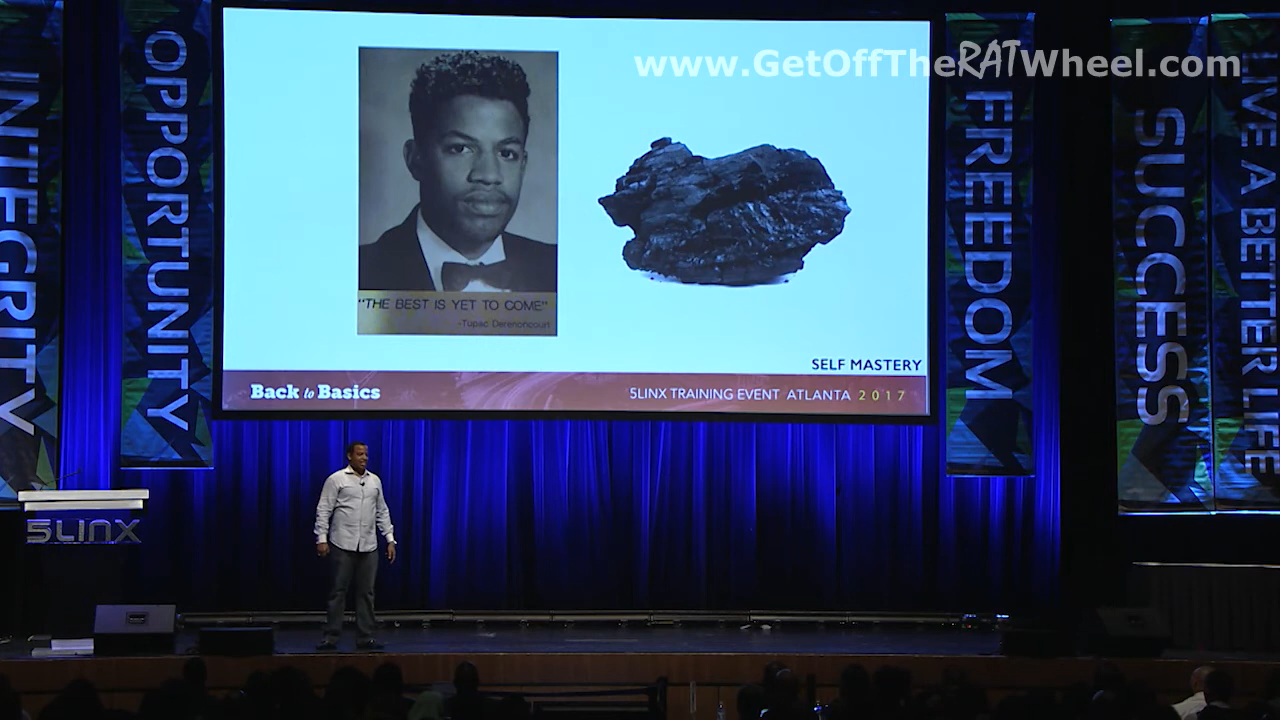 www.GetOffTheRATWheel.com
INTEGRITY
OPPORTUNITY
FREEDOM
SUCCESS
LIVE A BETTER LIFE
"THE BEST IS YET TO COME"
-Tupac Derenoncourt
SELF MASTERY
Back to Basics
5LINX TRAINING EVENT ATLANTA 2017
5LINX